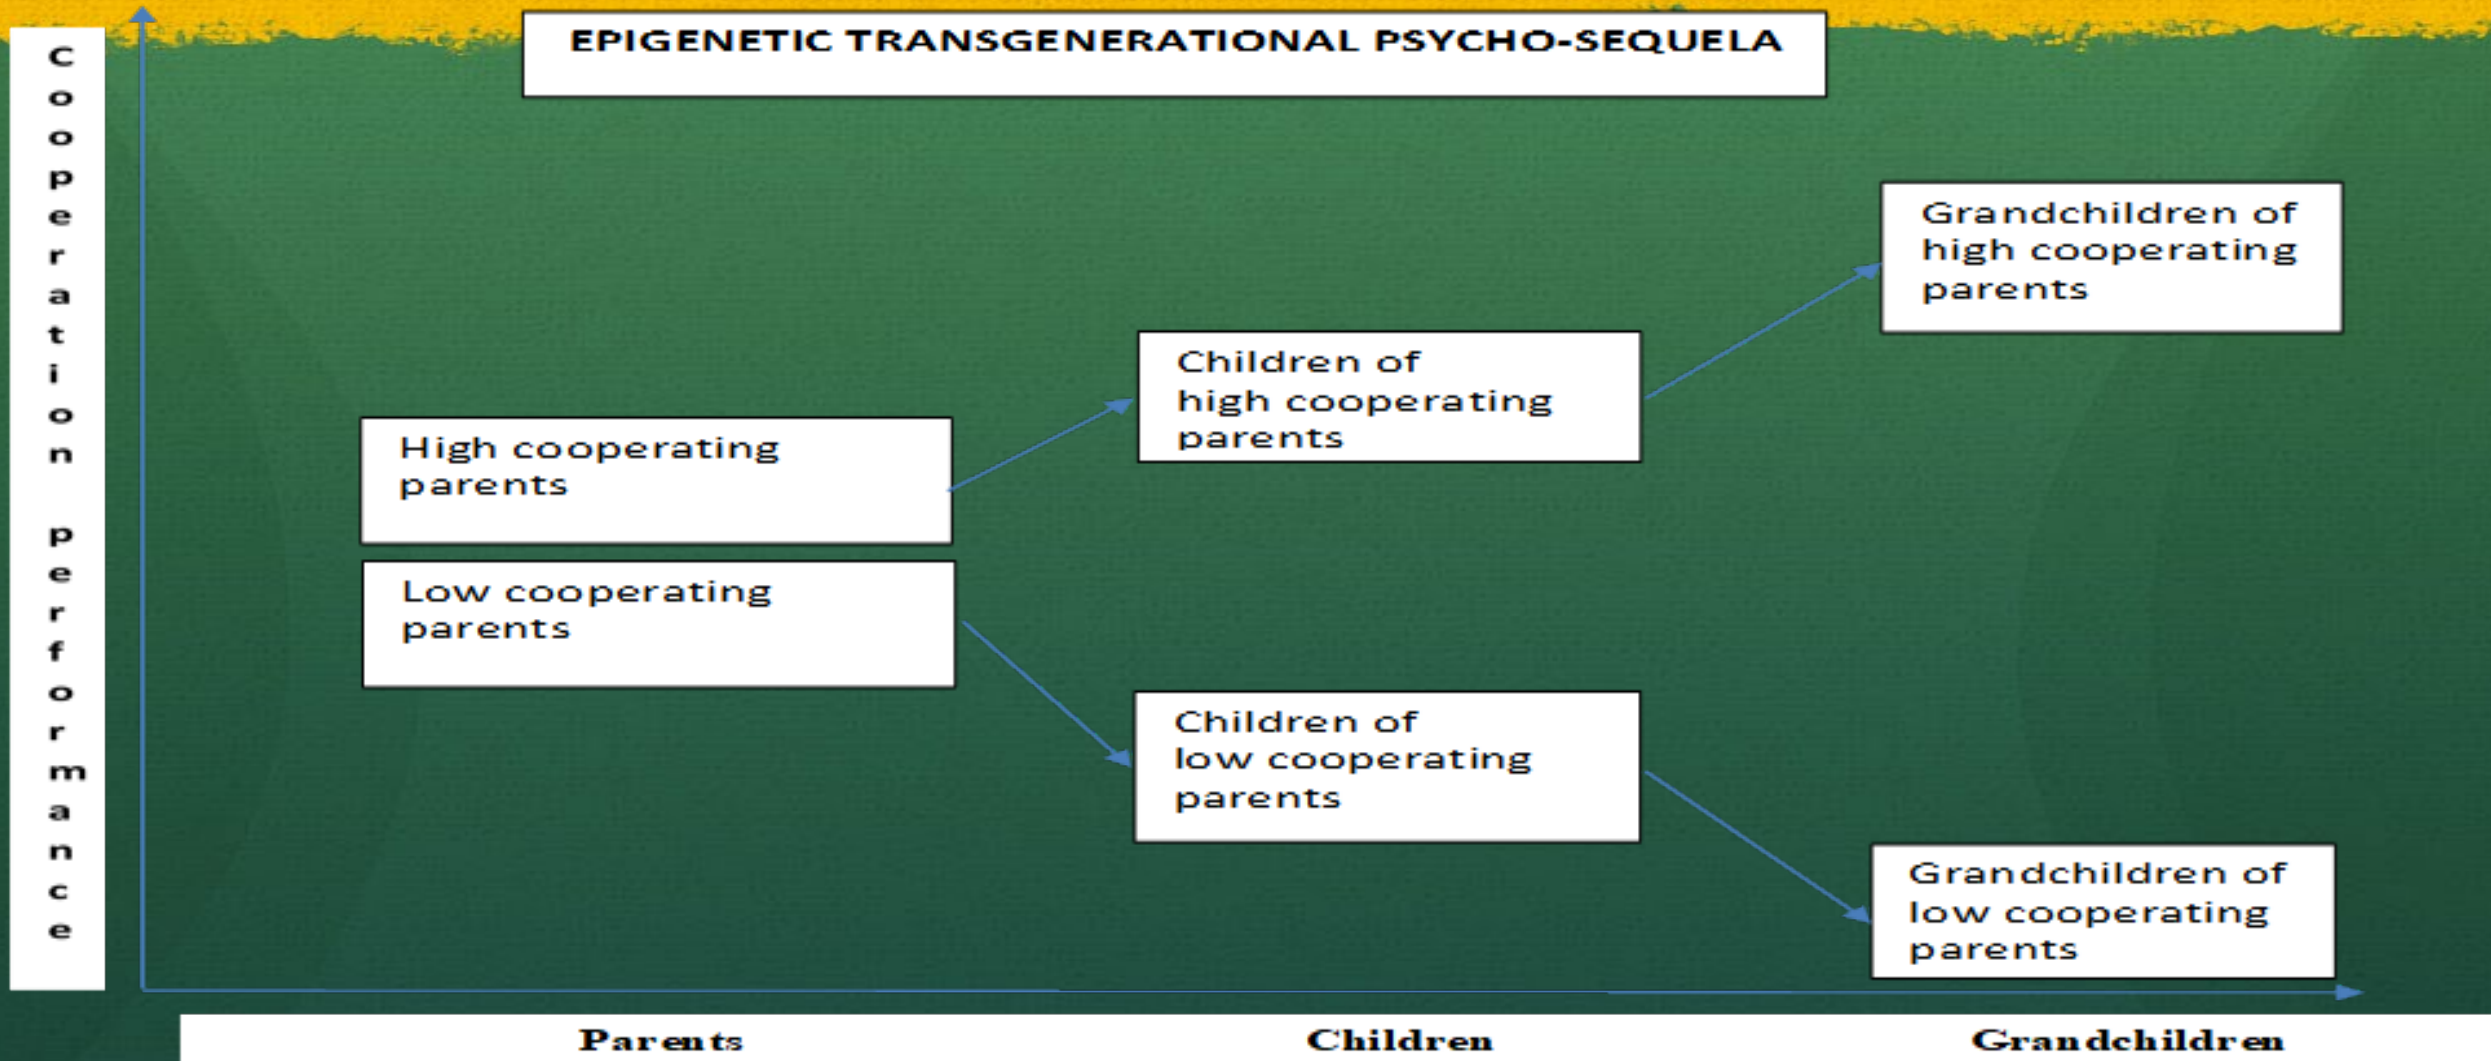 EPIGENETIC TRANSGENERATIONAL PSYCHO-SEQUELA
Cooperation performance
Grandchildren of
high cooperating
parents
Children of
high cooperating
parents
High cooperating
parents
Low cooperating
parents
Children of
low cooperating
parents
Grandchildren of
low cooperating
parents
Parents Children Grandchildren